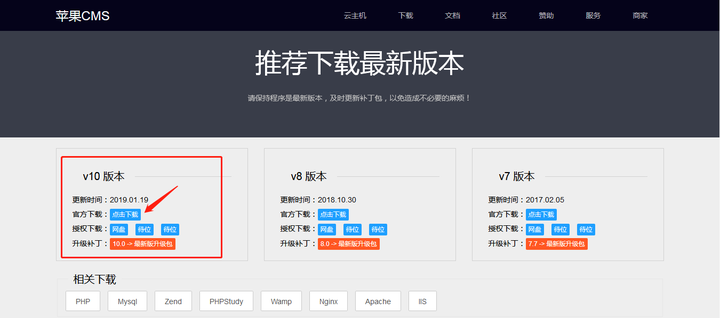 苹果CMS 云主机 下载 文档 社区 赞助 服务 商家
推荐下载最新版本
请保持程序是最新版本，及时更新补丁包，以免造成不必要的麻烦！
v10 版本
更新时间：2019.01.19
官方下载：点击下载
授权下载：网盘 待位 待位
升级补丁：10.0 -> 最新版升级包
v8 版本
更新时间：2018.10.30
官方下载：点击下载
授权下载：网盘 待位 待位
升级补丁：8.0 -> 最新版升级包
v7 版本
更新时间：2017.02.05
官方下载：点击下载
授权下载：网盘 待位 待位
升级补丁：7.7 -> 最新版升级包
相关下载
PHP Mysql Zend PHPStudy Wamp Nginx Apache IIS